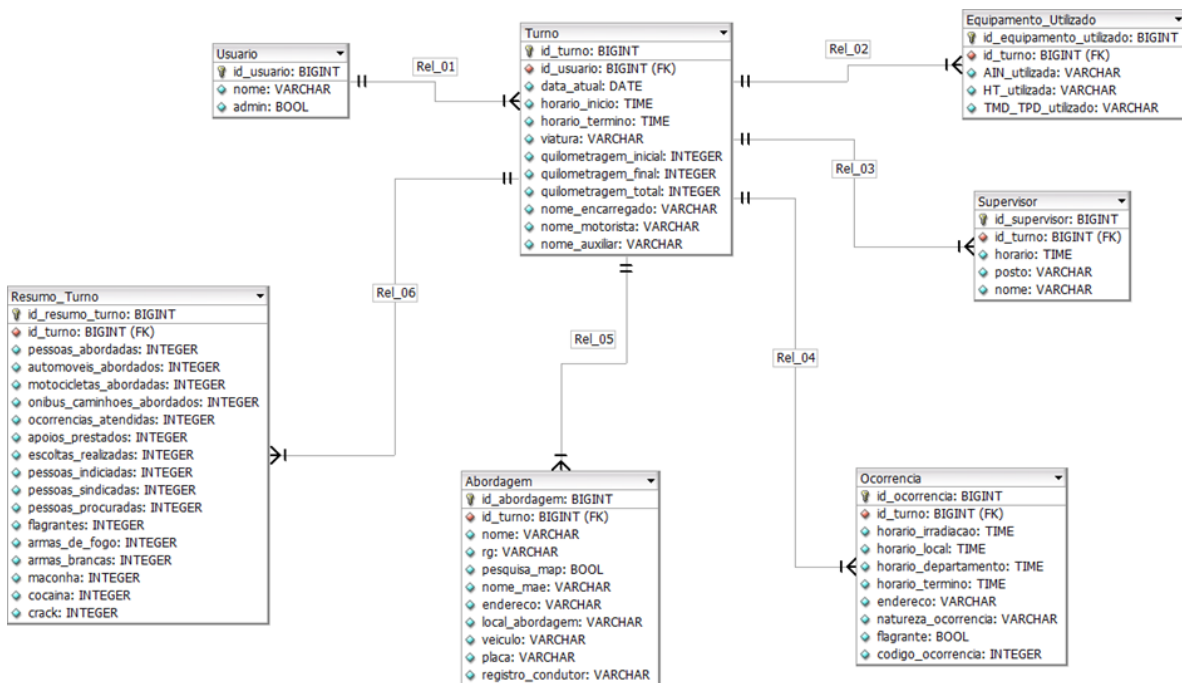 Usuario
id_usuario: BIGINT
nome: VARCHAR
admin: BOOL
Rel_01
Turno
id_turno: BIGINT
id_usuario: BIGINT (FK)
data_atual: DATE
horario_inicio: TIME
horario_termino: TIME
viatura: VARCHAR
quilometragem_inicial: INTEGER
quilometragem_final: INTEGER
quilometragem_total: INTEGER
nome_encarregado: VARCHAR
nome_motorista: VARCHAR
nome_auxiliar: VARCHAR
Rel_02
Equipamento_Utilizado
id_equipamento_utilizado: BIGINT
id_turno: BIGINT (FK)
AIN_utilizada: VARCHAR
HT_utilizada: VARCHAR
TMD_TPD_utilizado: VARCHAR
Rel_03
Supervisor
id_supervisor: BIGINT
id_turno: BIGINT (FK)
horario: TIME
posto: VARCHAR
nome: VARCHAR
Rel_06
Resumo_Turno
id_resumo_turno: BIGINT
id_turno: BIGINT (FK)
pessoas_abordadas: INTEGER
automoveis_abordados: INTEGER
motocicletas_abordadas: INTEGER
onibus_caminhoes_abordados: INTEGER
ocorrencias_atendidas: INTEGER
apoios_prestados: INTEGER
escoltas_realizadas: INTEGER
pessoas_indiciadas: INTEGER
pessoas_sindicadas: INTEGER
pessoas_procuradas: INTEGER
flagrantes: INTEGER
armas_de_fogo: INTEGER
armas_brancas: INTEGER
maconha: INTEGER
cocaina: INTEGER
crack: INTEGER
Rel_05
Rel_04
Abordagem
id_abordagem: BIGINT
id_turno: BIGINT (FK)
nome: VARCHAR
rg: VARCHAR
pesquisa_map: BOOL
nome_mae: VARCHAR
endereco: VARCHAR
local_abordagem: VARCHAR
veiculo: VARCHAR
placa: VARCHAR
registro_condutor: VARCHAR
Ocorrencia
id_ocorrencia: BIGINT
id_turno: BIGINT (FK)
horario_irradiacao: TIME
horario_local: TIME
horario_departamento: TIME
horario_termino: TIME
endereco: VARCHAR
natureza_ocorrencia: VARCHAR
flagrante: BOOL
codigo_ocorrencia: INTEGER